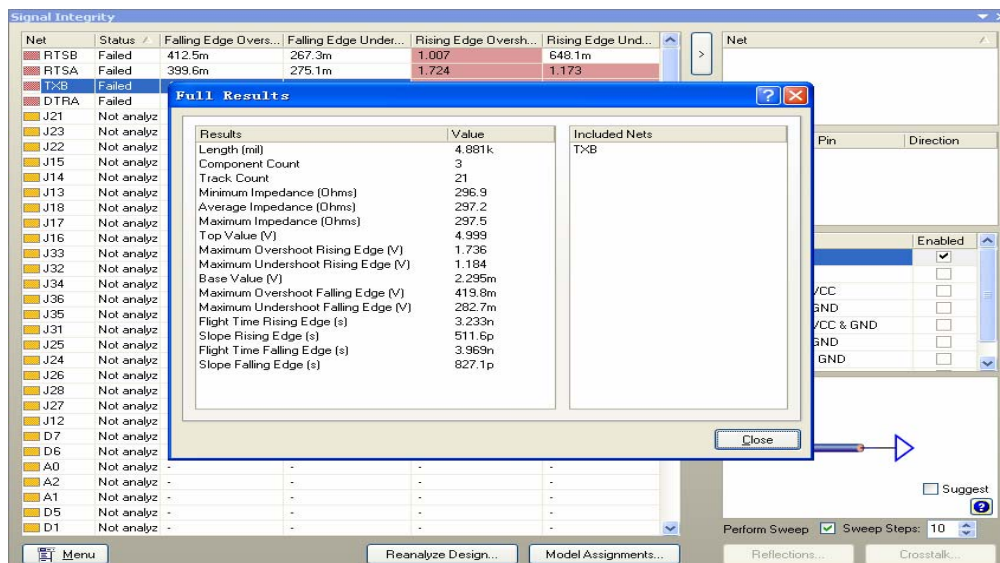 Signal Integrity
Net Status Falling Edge Overs... Falling Edge Under... Rising Edge Oversh... Rising Edge Und...
RTSB Failed 412.5m 267.3m 1.007 648.1m
RTSA Failed 399.6m 275.1m 1.724 1.173
TXB Failed
DTRA Failed
J21 Not analyz
J23 Not analyz
J22 Not analyz
J15 Not analyz
J14 Not analyz
J13 Not analyz
J18 Not analyz
J17 Not analyz
J16 Not analyz
J33 Not analyz
J32 Not analyz
J34 Not analyz
J36 Not analyz
J35 Not analyz
J31 Not analyz
J25 Not analyz
J24 Not analyz
J26 Not analyz
J28 Not analyz
J27 Not analyz
J12 Not analyz
D7 Not analyz
D6 Not analyz
A0 Not analyz - - - -
A2 Not analyz - - - -
A1 Not analyz - - - -
D5 Not analyz - - - -
D1 Not analyz - - - -
Menu
Reanalyze Design...
Model Assignments...
Full Results
Results Value
Length (mil) 4.881k
Component Count 3
Track Count 21
Minimum Impedance (Ohms) 296.9
Average Impedance (Ohms) 297.2
Maximum Impedance (Ohms) 297.5
Top Value (V) 4.999
Maximum Overshoot Rising Edge (V) 1.736
Maximum Undershoot Rising Edge (V) 1.184
Base Value (V) 2.295m
Maximum Overshoot Falling Edge (V) 419.8m
Maximum Undershoot Falling Edge (V) 282.7m
Flight Time Rising Edge (s) 3.233n
Slope Rising Edge (s) 511.6p
Flight Time Falling Edge (s) 3.969n
Slope Falling Edge (s) 827.1p
Included Nets
TXB
Close
>
Net
Pin Direction
Enabled
VCC
GND
VCC & GND
GND
GND
Suggest
Perform Sweep Sweep Steps: 10
Reflections...
Crosstalk...